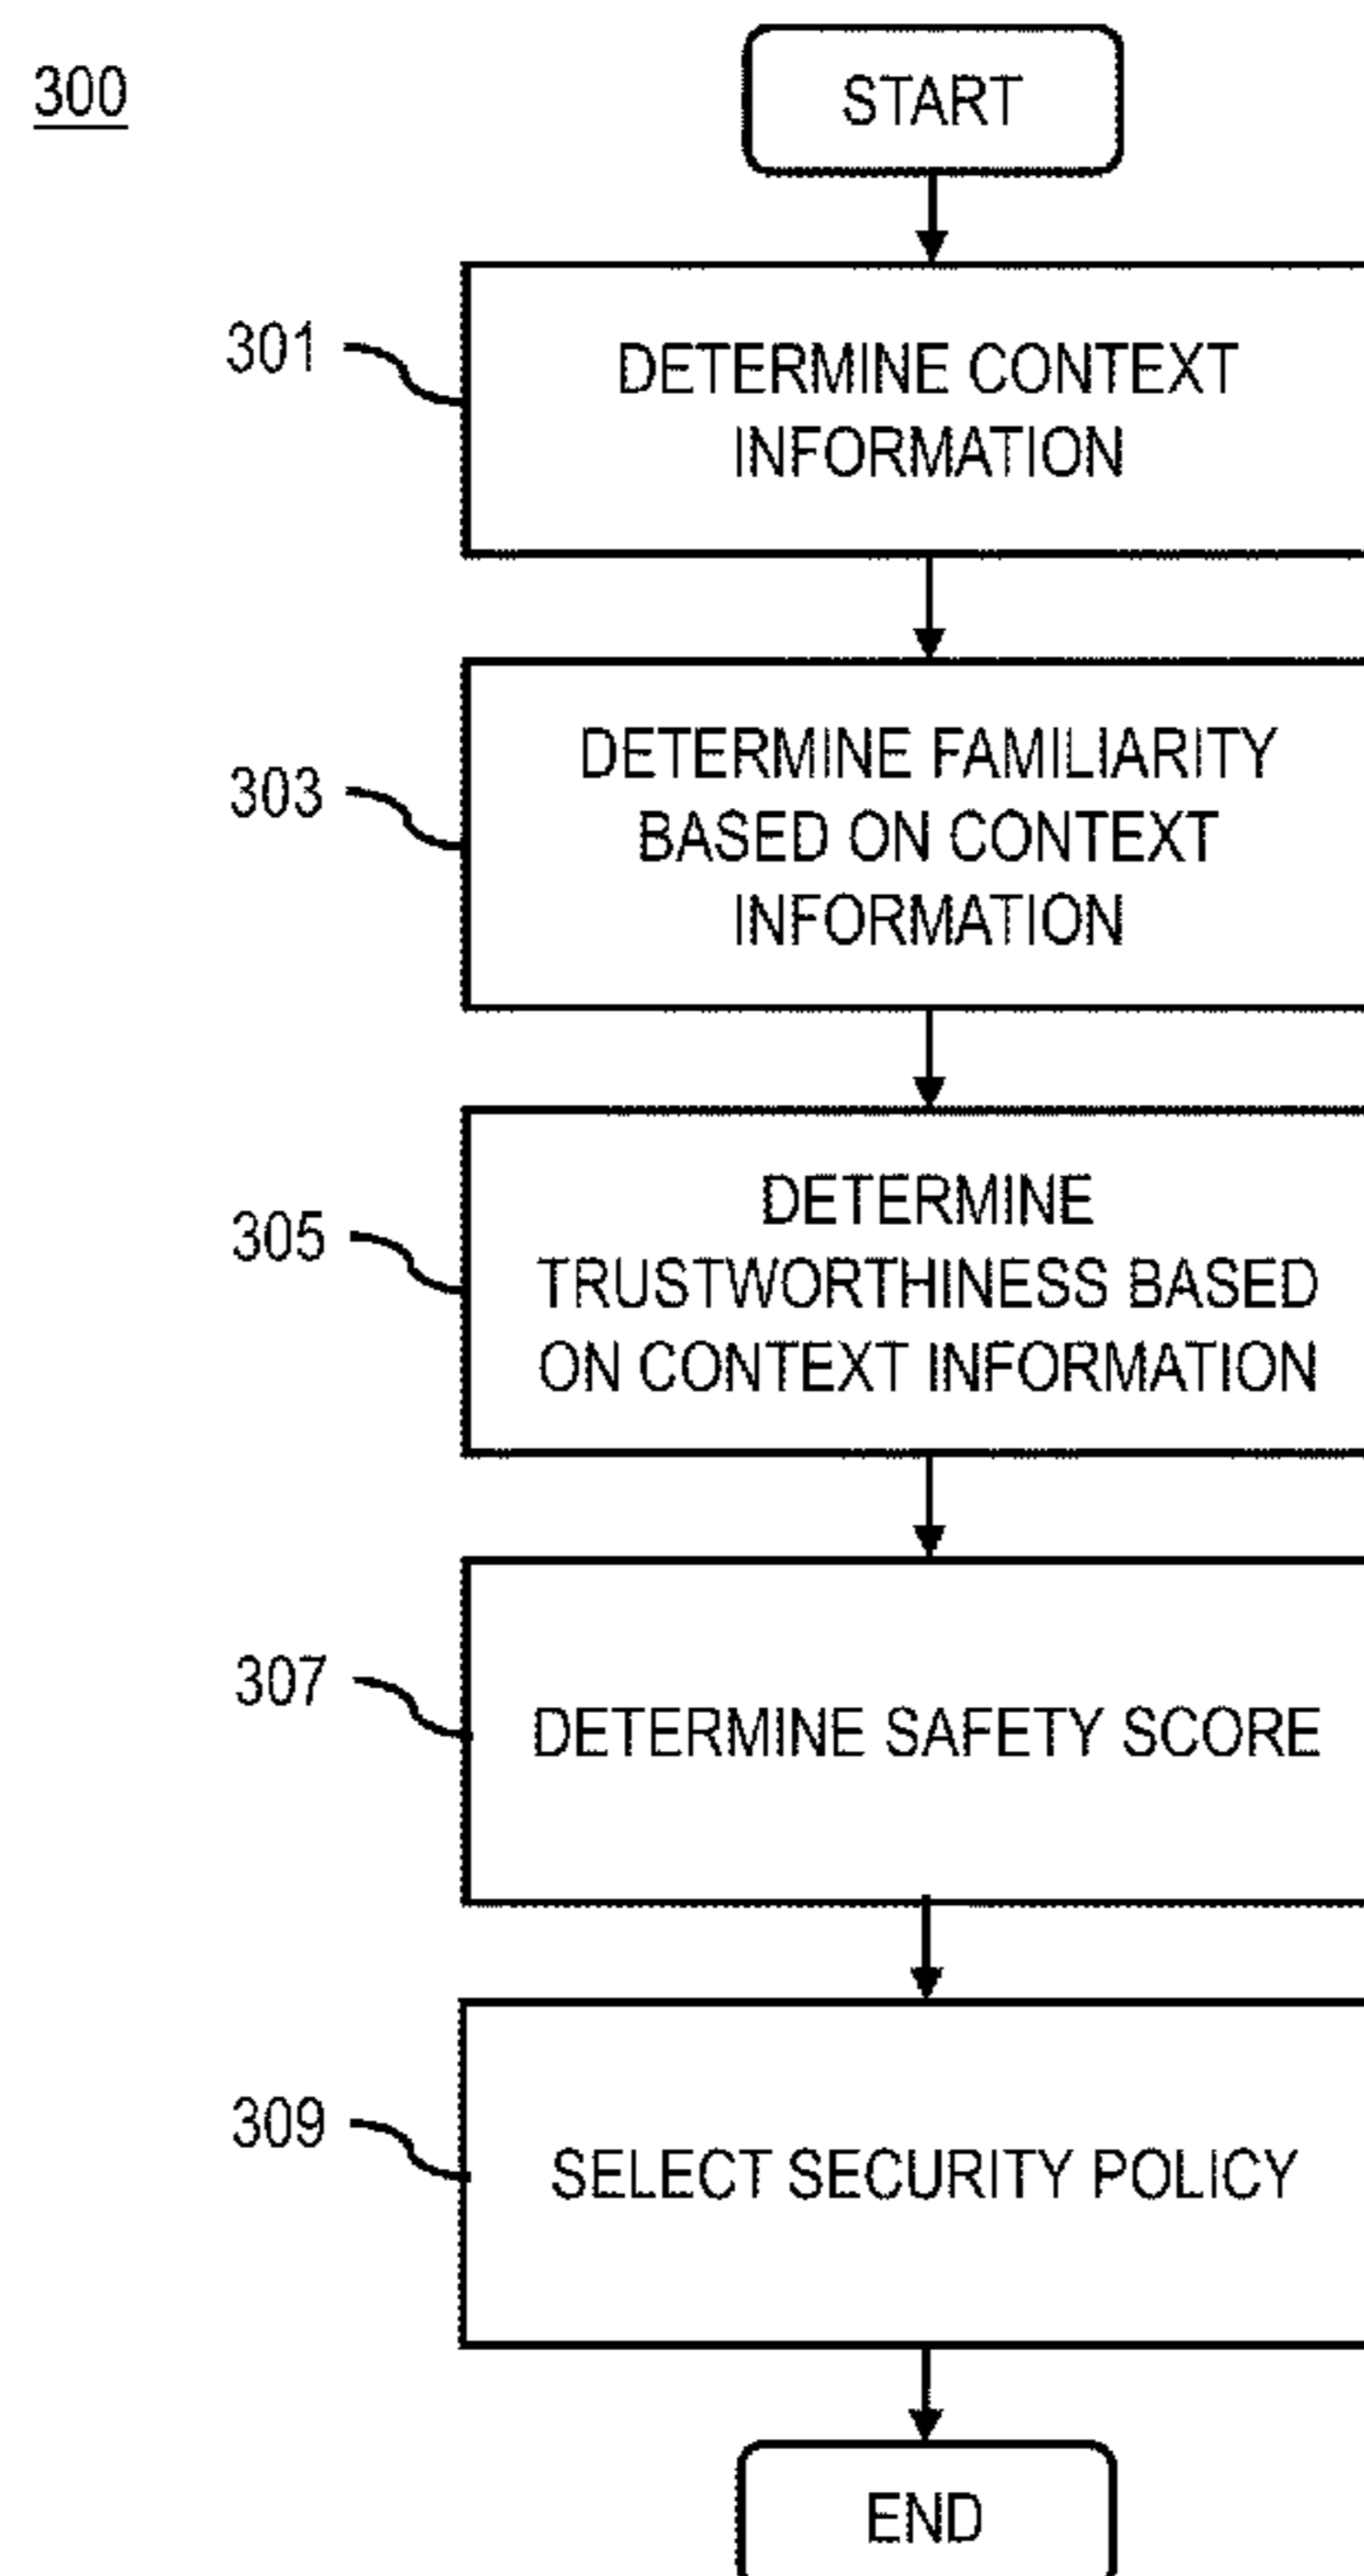 300
START
301
DETERMINE CONTEXT
INFORMATION
303
DETERMINE FAMILIARITY
BASED ON CONTEXT
INFORMATION
305
DETERMINE
TRUSTWORTHINESS BASED
ON CONTEXT INFORMATION
307
DETERMINE SAFETY SCORE
309
SELECT SECURITY POLICY
END